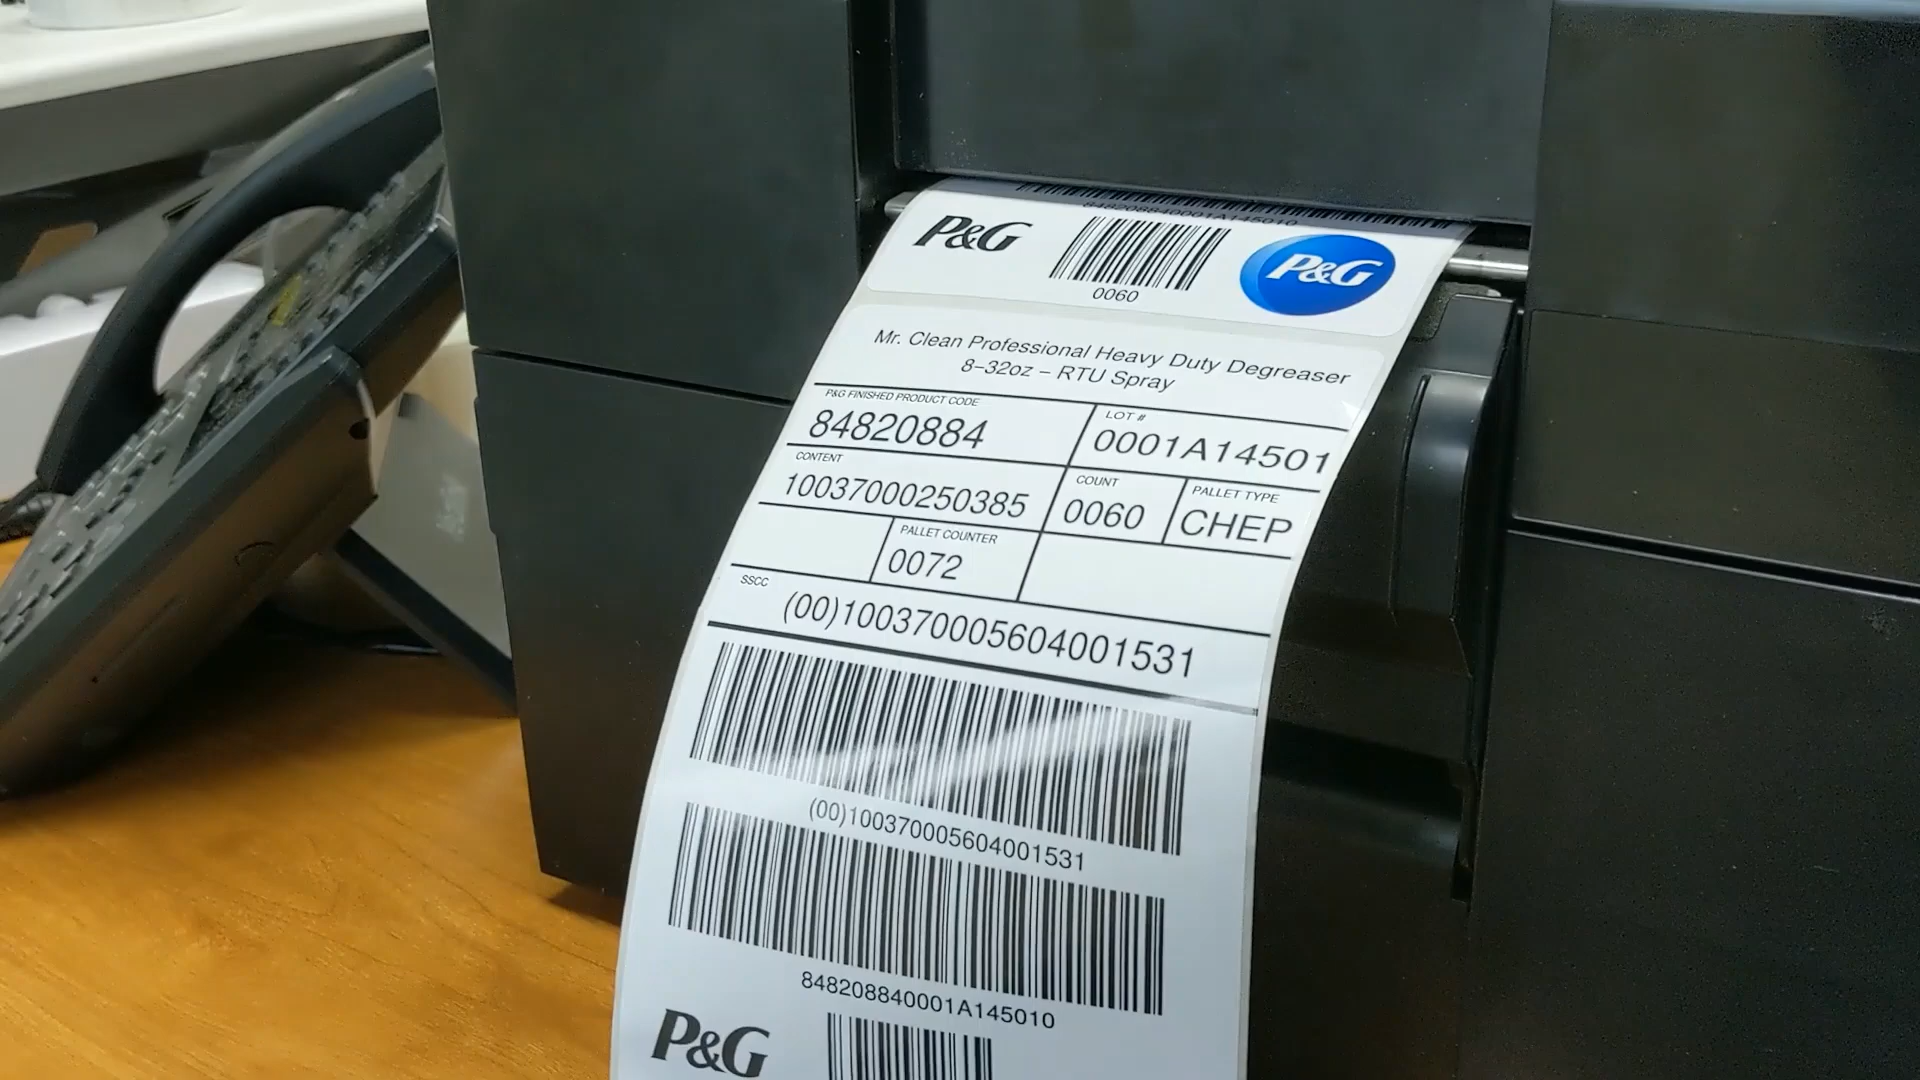 848208840001A145010
P&G
0060
P&G
Mr. Clean Professional Heavy Duty Degreaser
8-32oz - RTU Spray
P&G FINISHED PRODUCT CODE
84820884
LOT #
0001A14501
CONTENT
10037000250385
COUNT
0060
PALLET TYPE
CHEP
PALLET COUNTER
0072
SSCC
(00)100370005604001531
(00)100370005604001531
848208840001A145010
P&G